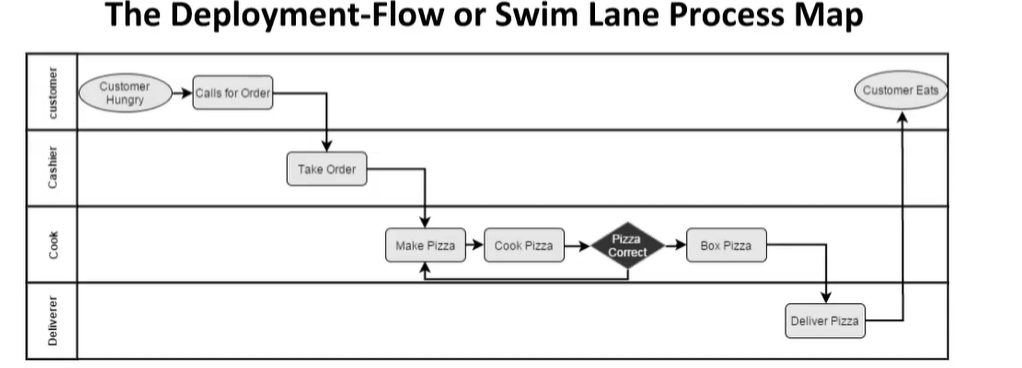 The Deployment-Flow or Swim Lane Process Map
customer
Customer
Hungry
Calls for Order
Customer Eats
Cashier
Take Order
Cook
Make Pizza
Cook Pizza
Pizza
Correct
Box Pizza
Deliverer
Deliver Pizza